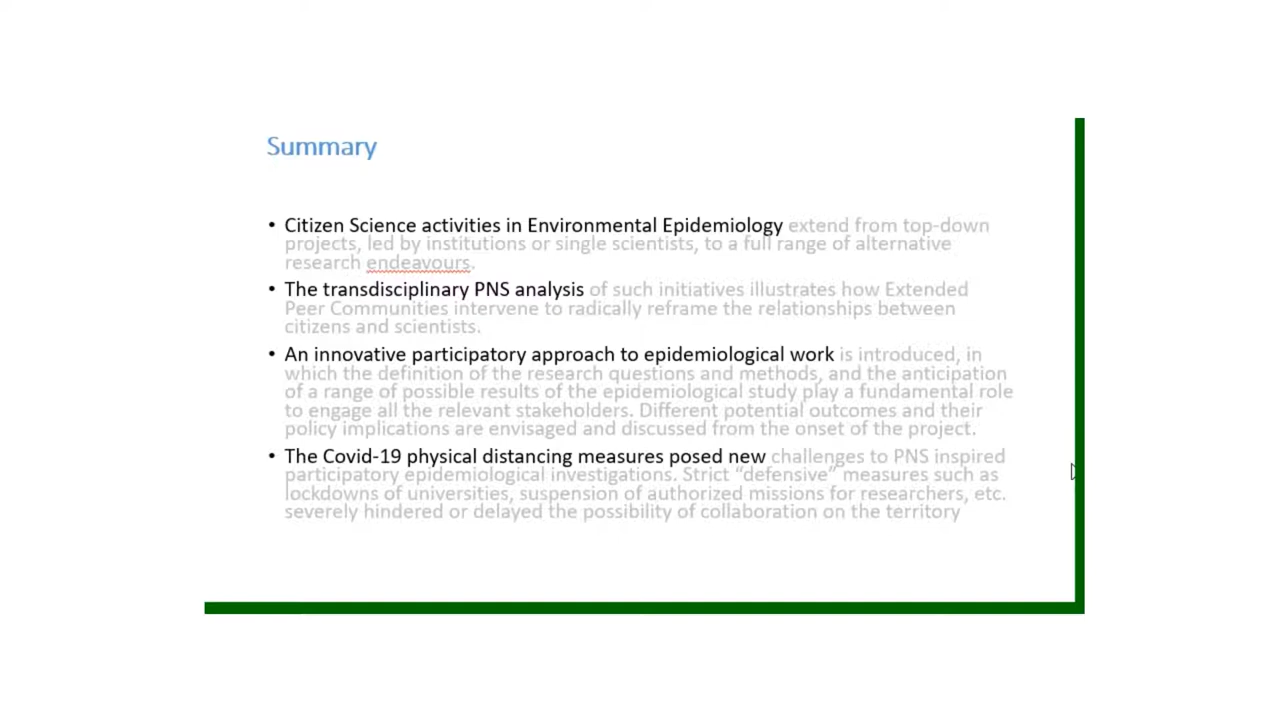 Summary
• Citizen Science activities in Environmental Epidemiology extend from top-down
projects, led by institutions or single scientists, to a full range of alternative
research endeavours.
• The transdisciplinary PNS analysis of such initiatives illustrates how Extended
Peer Communities intervene to radically reframe the relationships between
citizens and scientists.
• An innovative participatory approach to epidemiological work is introduced, in
which the definition of the research questions and methods, and the anticipation
of a range of possible results of the epidemiological study play a fundamental role
to engage all the relevant stakeholders. Different potential outcomes and their
policy implications are envisaged and discussed from the onset of the project.
• The Covid-19 physical distancing measures posed new challenges to PNS inspired
participatory epidemiological investigations. Strict “defensive” measures such as
lockdowns of universities, suspension of authorized missions for researchers, etc.
severely hindered or delayed the possibility of collaboration on the territory